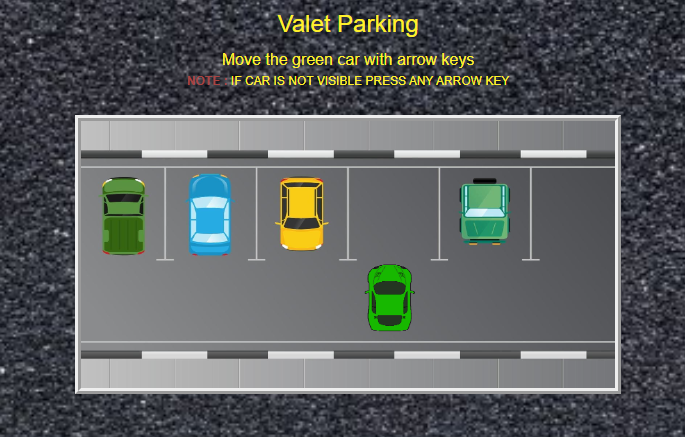 Valet Parking
Move the green car with arrow keys
NOTE : IF CAR IS NOT VISIBLE PRESS ANY ARROW KEY